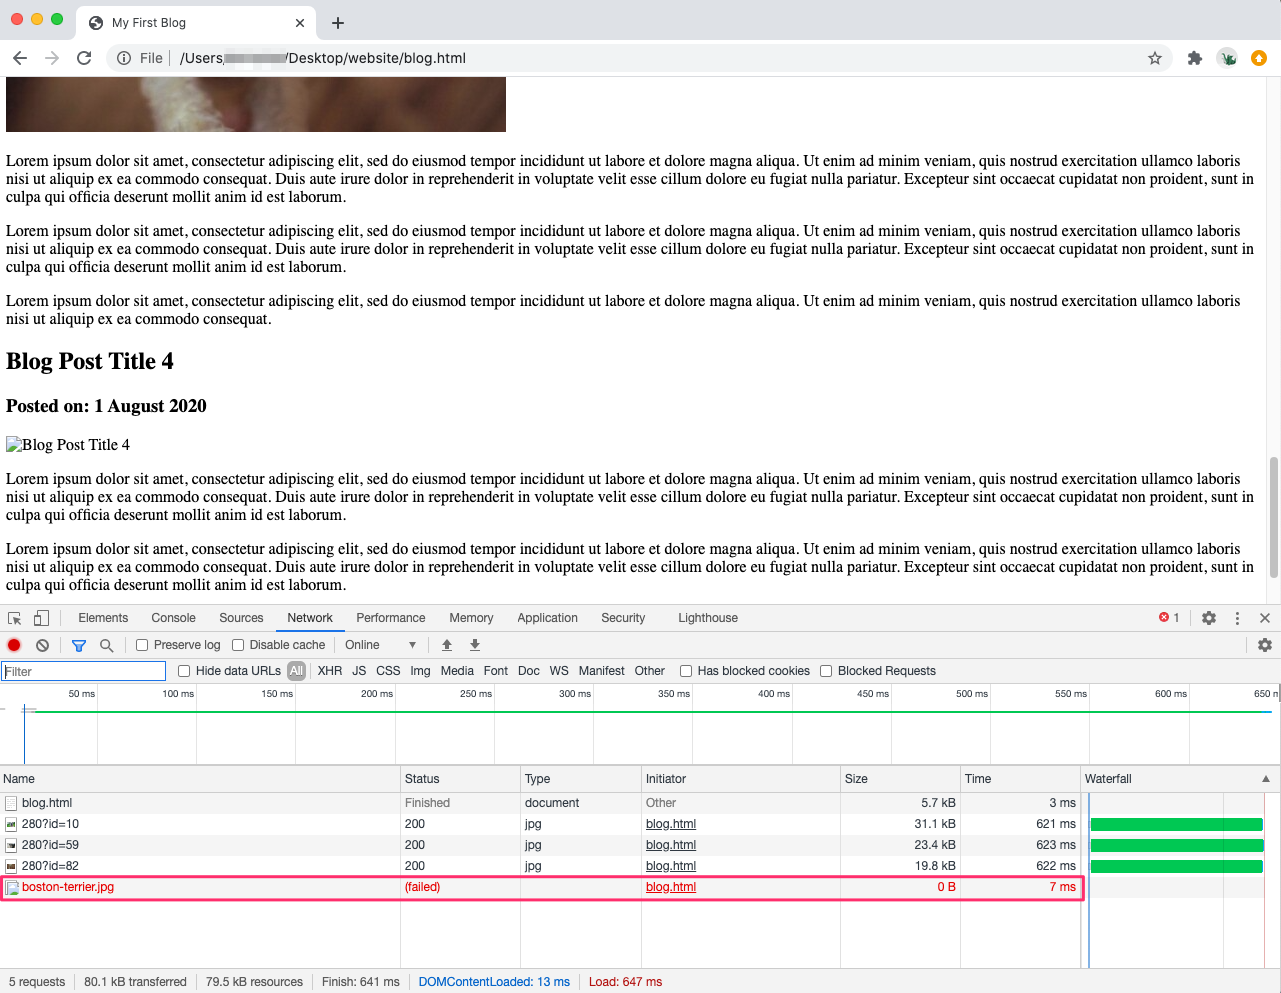 My First Blog
File /Users/ /Desktop/website/blog.html
Lorem ipsum dolor sit amet, consectetur adipiscing elit, sed do eiusmod tempor incididunt ut labore et dolore magna aliqua. Ut enim ad minim veniam, quis nostrud exercitation ullamco laboris
nisi ut aliquip ex ea commodo consequat. Duis aute irure dolor in reprehenderit in voluptate velit esse cillum dolore eu fugiat nulla pariatur. Excepteur sint occaecat cupidatat non proident, sunt in
culpa qui officia deserunt mollit anim id est laborum.
Lorem ipsum dolor sit amet, consectetur adipiscing elit, sed do eiusmod tempor incididunt ut labore et dolore magna aliqua. Ut enim ad minim veniam, quis nostrud exercitation ullamco laboris
nisi ut aliquip ex ea commodo consequat. Duis aute irure dolor in reprehenderit in voluptate velit esse cillum dolore eu fugiat nulla pariatur. Excepteur sint occaecat cupidatat non proident, sunt in
culpa qui officia deserunt mollit anim id est laborum.
Lorem ipsum dolor sit amet, consectetur adipiscing elit, sed do eiusmod tempor incididunt ut labore et dolore magna aliqua. Ut enim ad minim veniam, quis nostrud exercitation ullamco laboris
nisi ut aliquip ex ea commodo consequat.
Blog Post Title 4
Posted on: 1 August 2020
Blog Post Title 4
Lorem ipsum dolor sit amet, consectetur adipiscing elit, sed do eiusmod tempor incididunt ut labore et dolore magna aliqua. Ut enim ad minim veniam, quis nostrud exercitation ullamco laboris
nisi ut aliquip ex ea commodo consequat. Duis aute irure dolor in reprehenderit in voluptate velit esse cillum dolore eu fugiat nulla pariatur. Excepteur sint occaecat cupidatat non proident, sunt in
culpa qui officia deserunt mollit anim id est laborum.
Lorem ipsum dolor sit amet, consectetur adipiscing elit, sed do eiusmod tempor incididunt ut labore et dolore magna aliqua. Ut enim ad minim veniam, quis nostrud exercitation ullamco laboris
nisi ut aliquip ex ea commodo consequat. Duis aute irure dolor in reprehenderit in voluptate velit esse cillum dolore eu fugiat nulla pariatur. Excepteur sint occaecat cupidatat non proident, sunt in
culpa qui officia deserunt mollit anim id est laborum.
Elements Console Sources Network Performance Memory Application Security Lighthouse 1
Preserve log Disable cache Online
Filter Hide data URLs All XHR JS CSS Img Media Font Doc WS Manifest Other Has blocked cookies Blocked Requests
50 ms 100 ms 150 ms 200 ms 250 ms 300 ms 350 ms 400 ms 450 ms 500 ms 550 ms 600 ms 650 m
Name Status Type Initiator Size Time Waterfall
blog.html Finished document Other 5.7 kB 3 ms
280?id=10 200 jpg blog.html 31.1 kB 621 ms
280?id=59 200 jpg blog.html 23.4 kB 623 ms
280?id=82 200 jpg blog.html 19.8 kB 622 ms
boston-terrier.jpg (failed) blog.html 0 B 7 ms
5 requests 80.1 kB transferred 79.5 kB resources Finish: 641 ms DOMContentLoaded: 13 ms Load: 647 ms